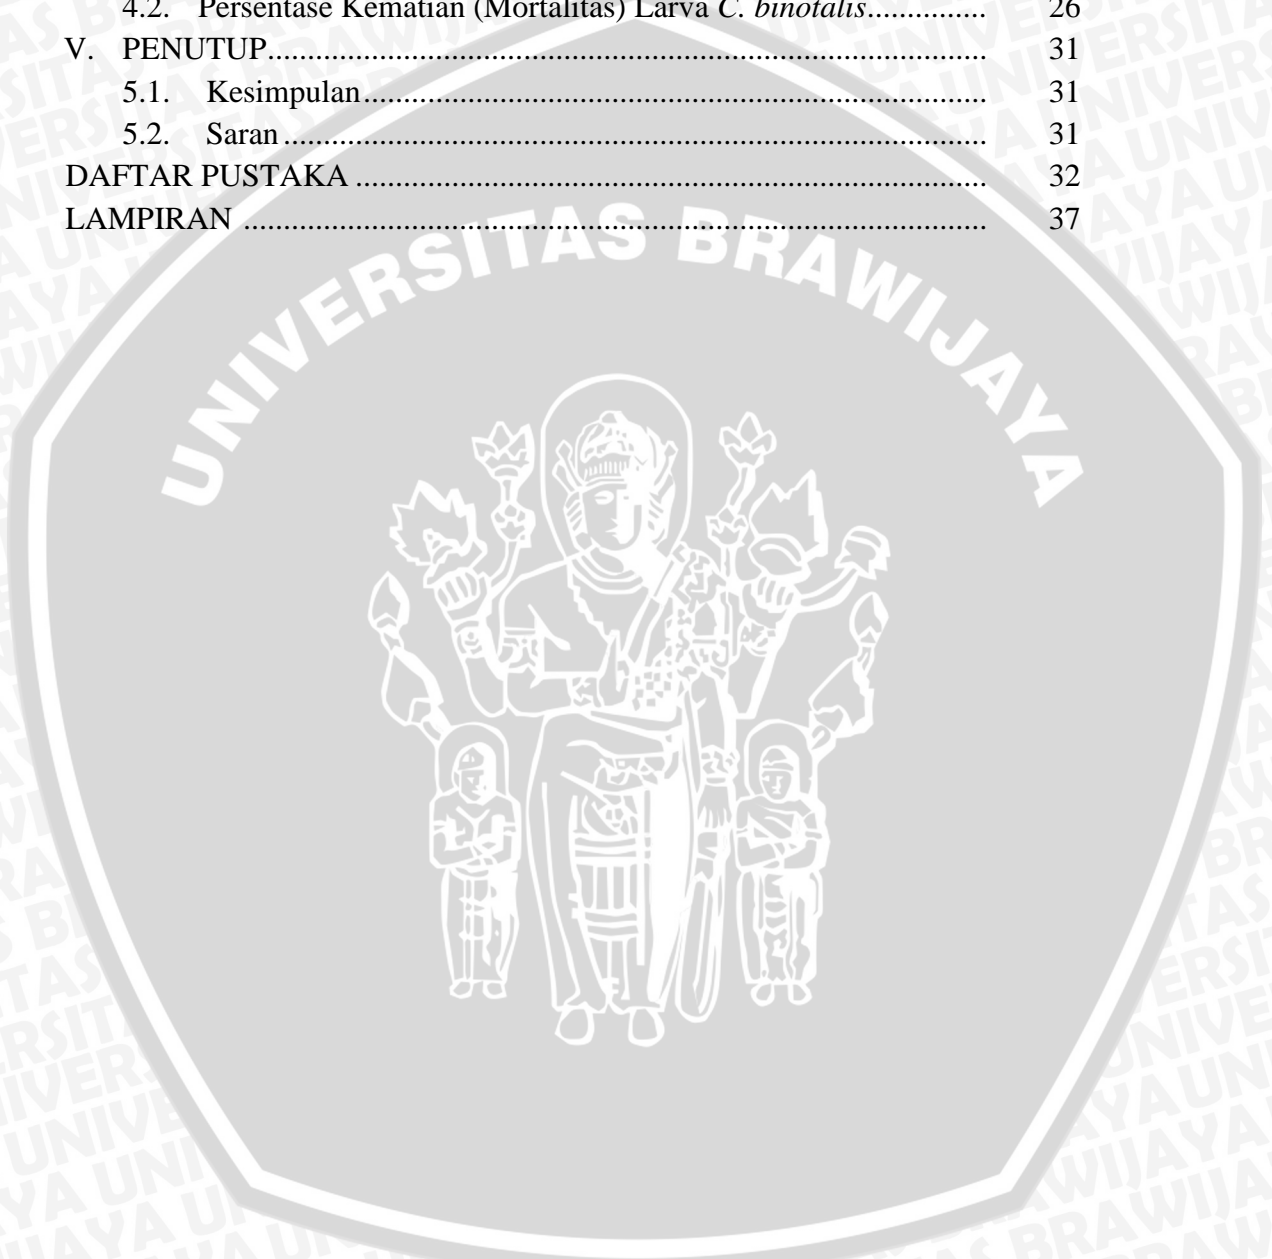 4.2. Persentase Kematian (Mortalitas) Larva C. binotalis.............. 26
V. PENUTUP........................................................................................ 31
5.1. Kesimpulan............................................................................ 31
5.2. Saran...................................................................................... 31
DAFTAR PUSTAKA ............................................................................. 32
LAMPIRAN ........................................................................................... 37
UNIVERSITAS BRAWIJAYA